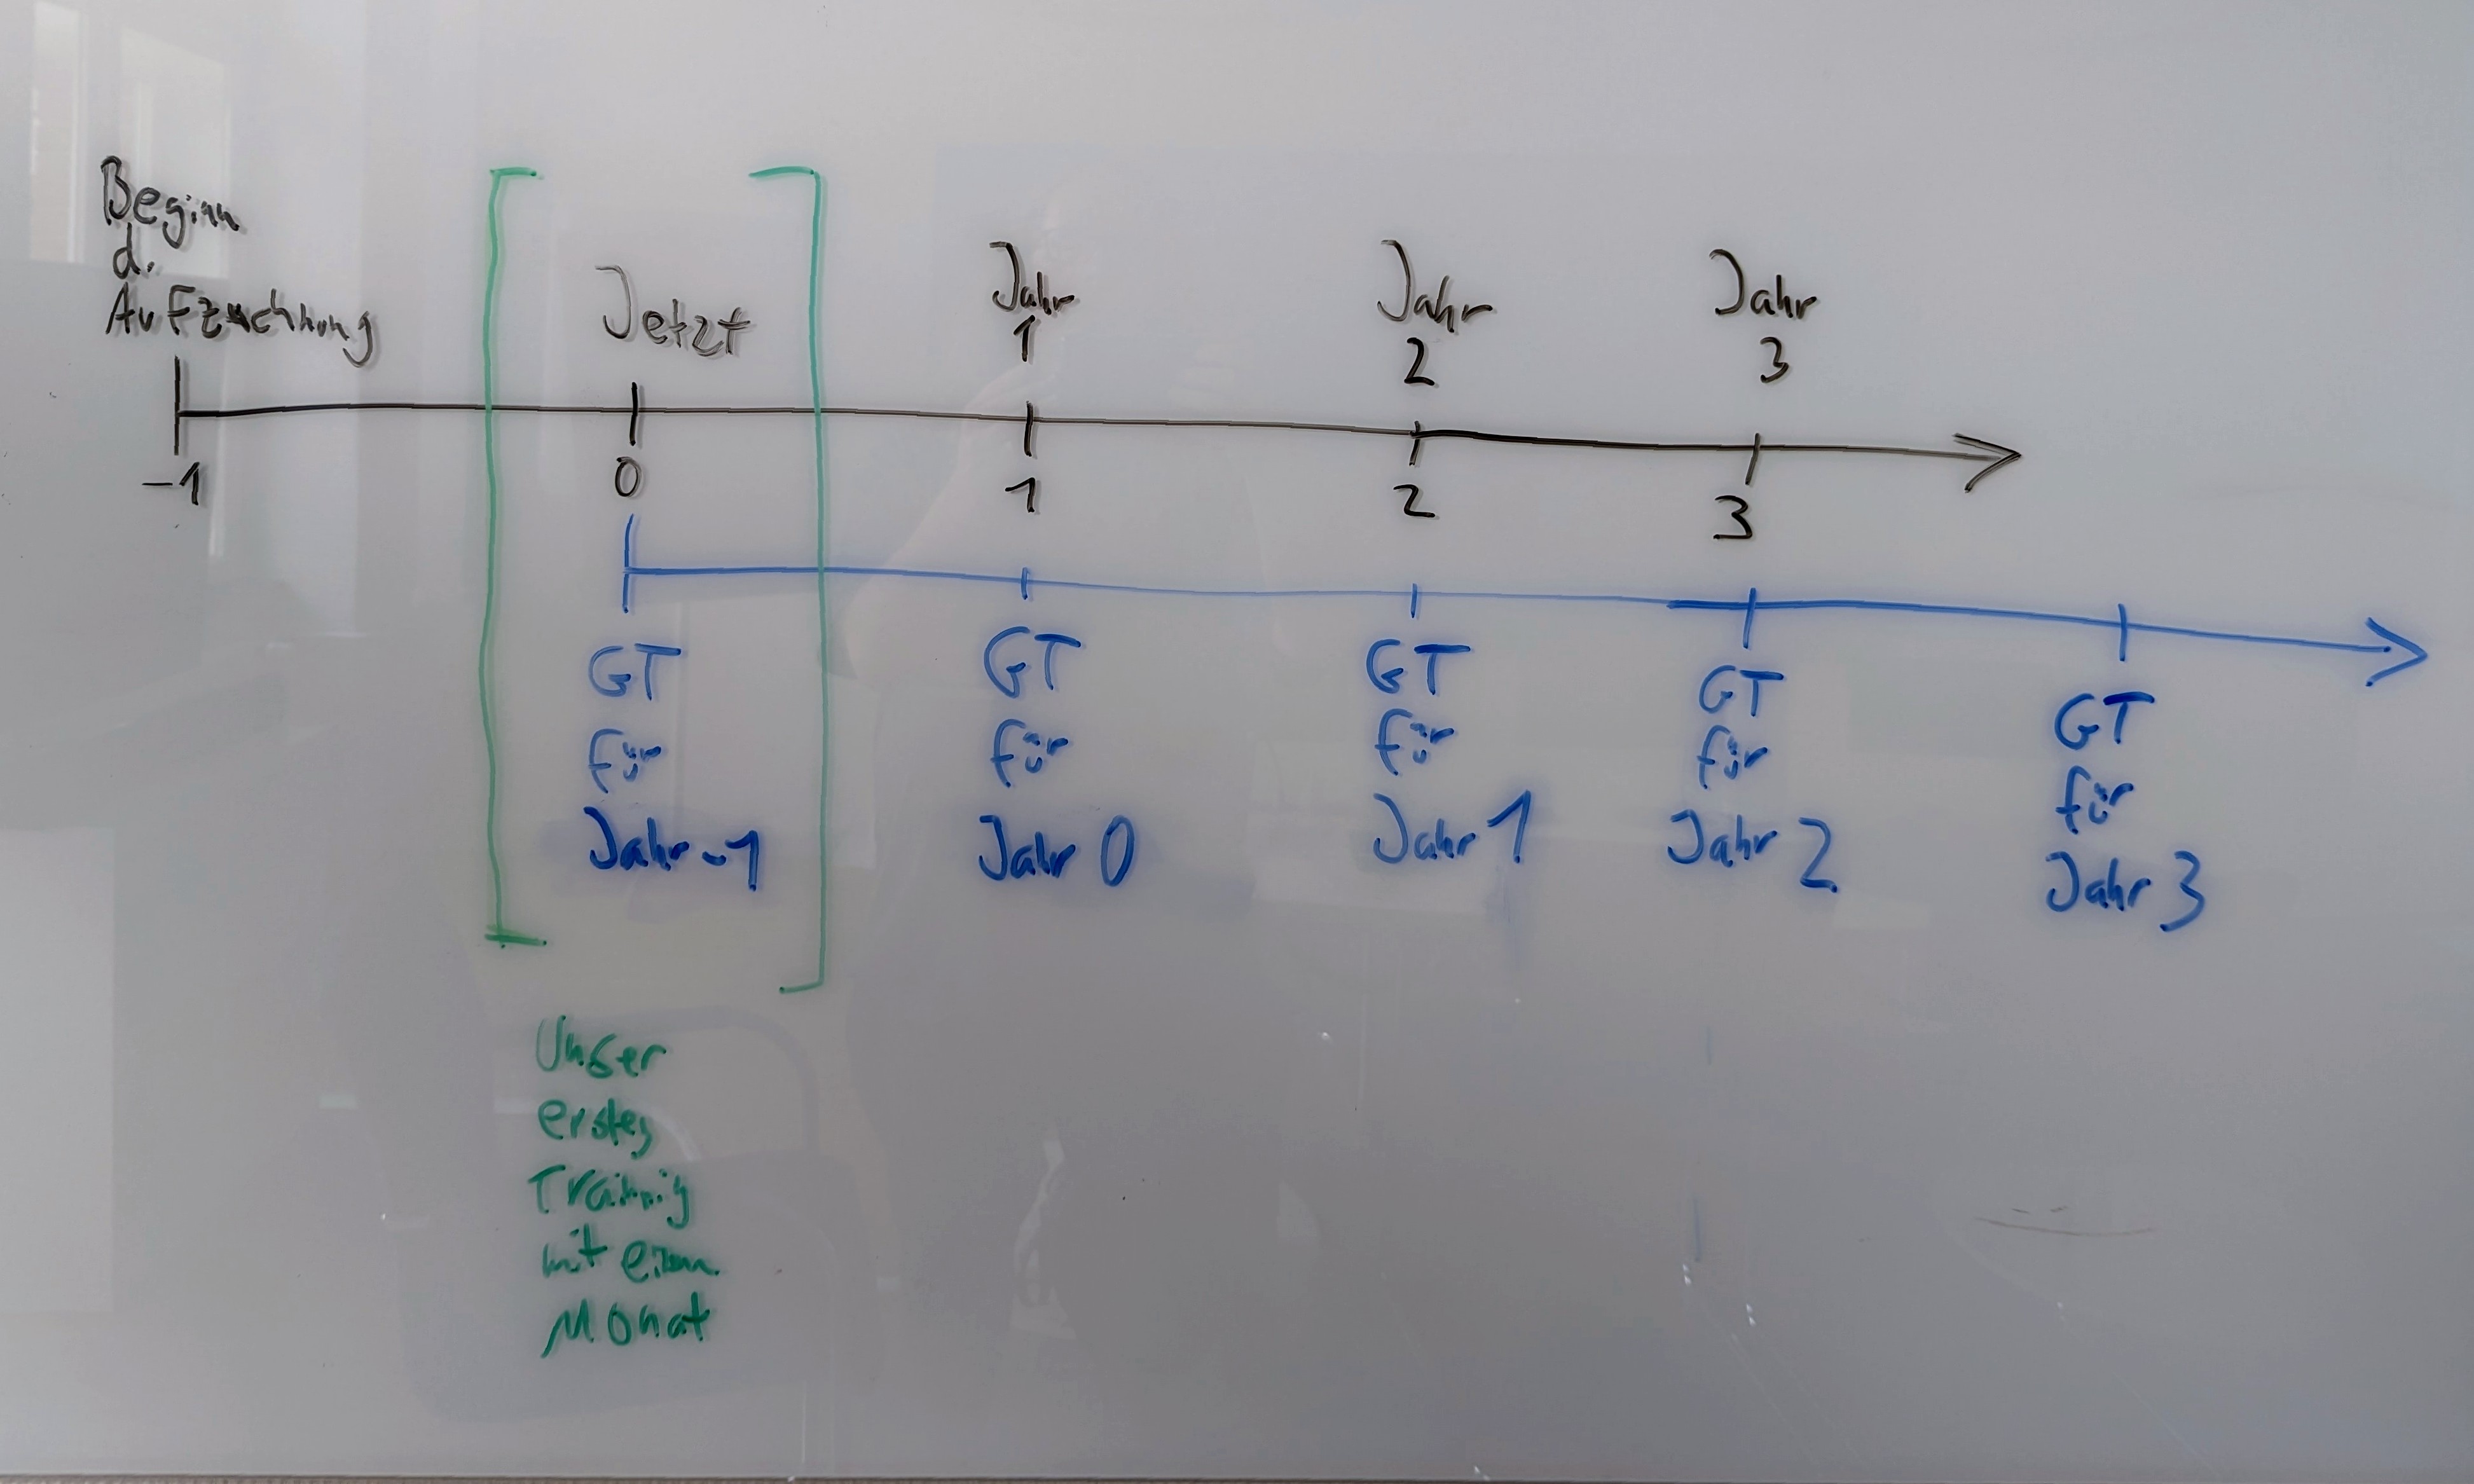 Beginn
d.
Aufzeichnung
Jetzt
Jahr
1
Jahr
2
Jahr
3
-1
0
1
2
3
GT
für
Jahr -1
GT
für
Jahr 0
GT
für
Jahr 1
GT
für
Jahr 2
GT
für
Jahr 3
Unser
erstes
Training
mit einem
Monat